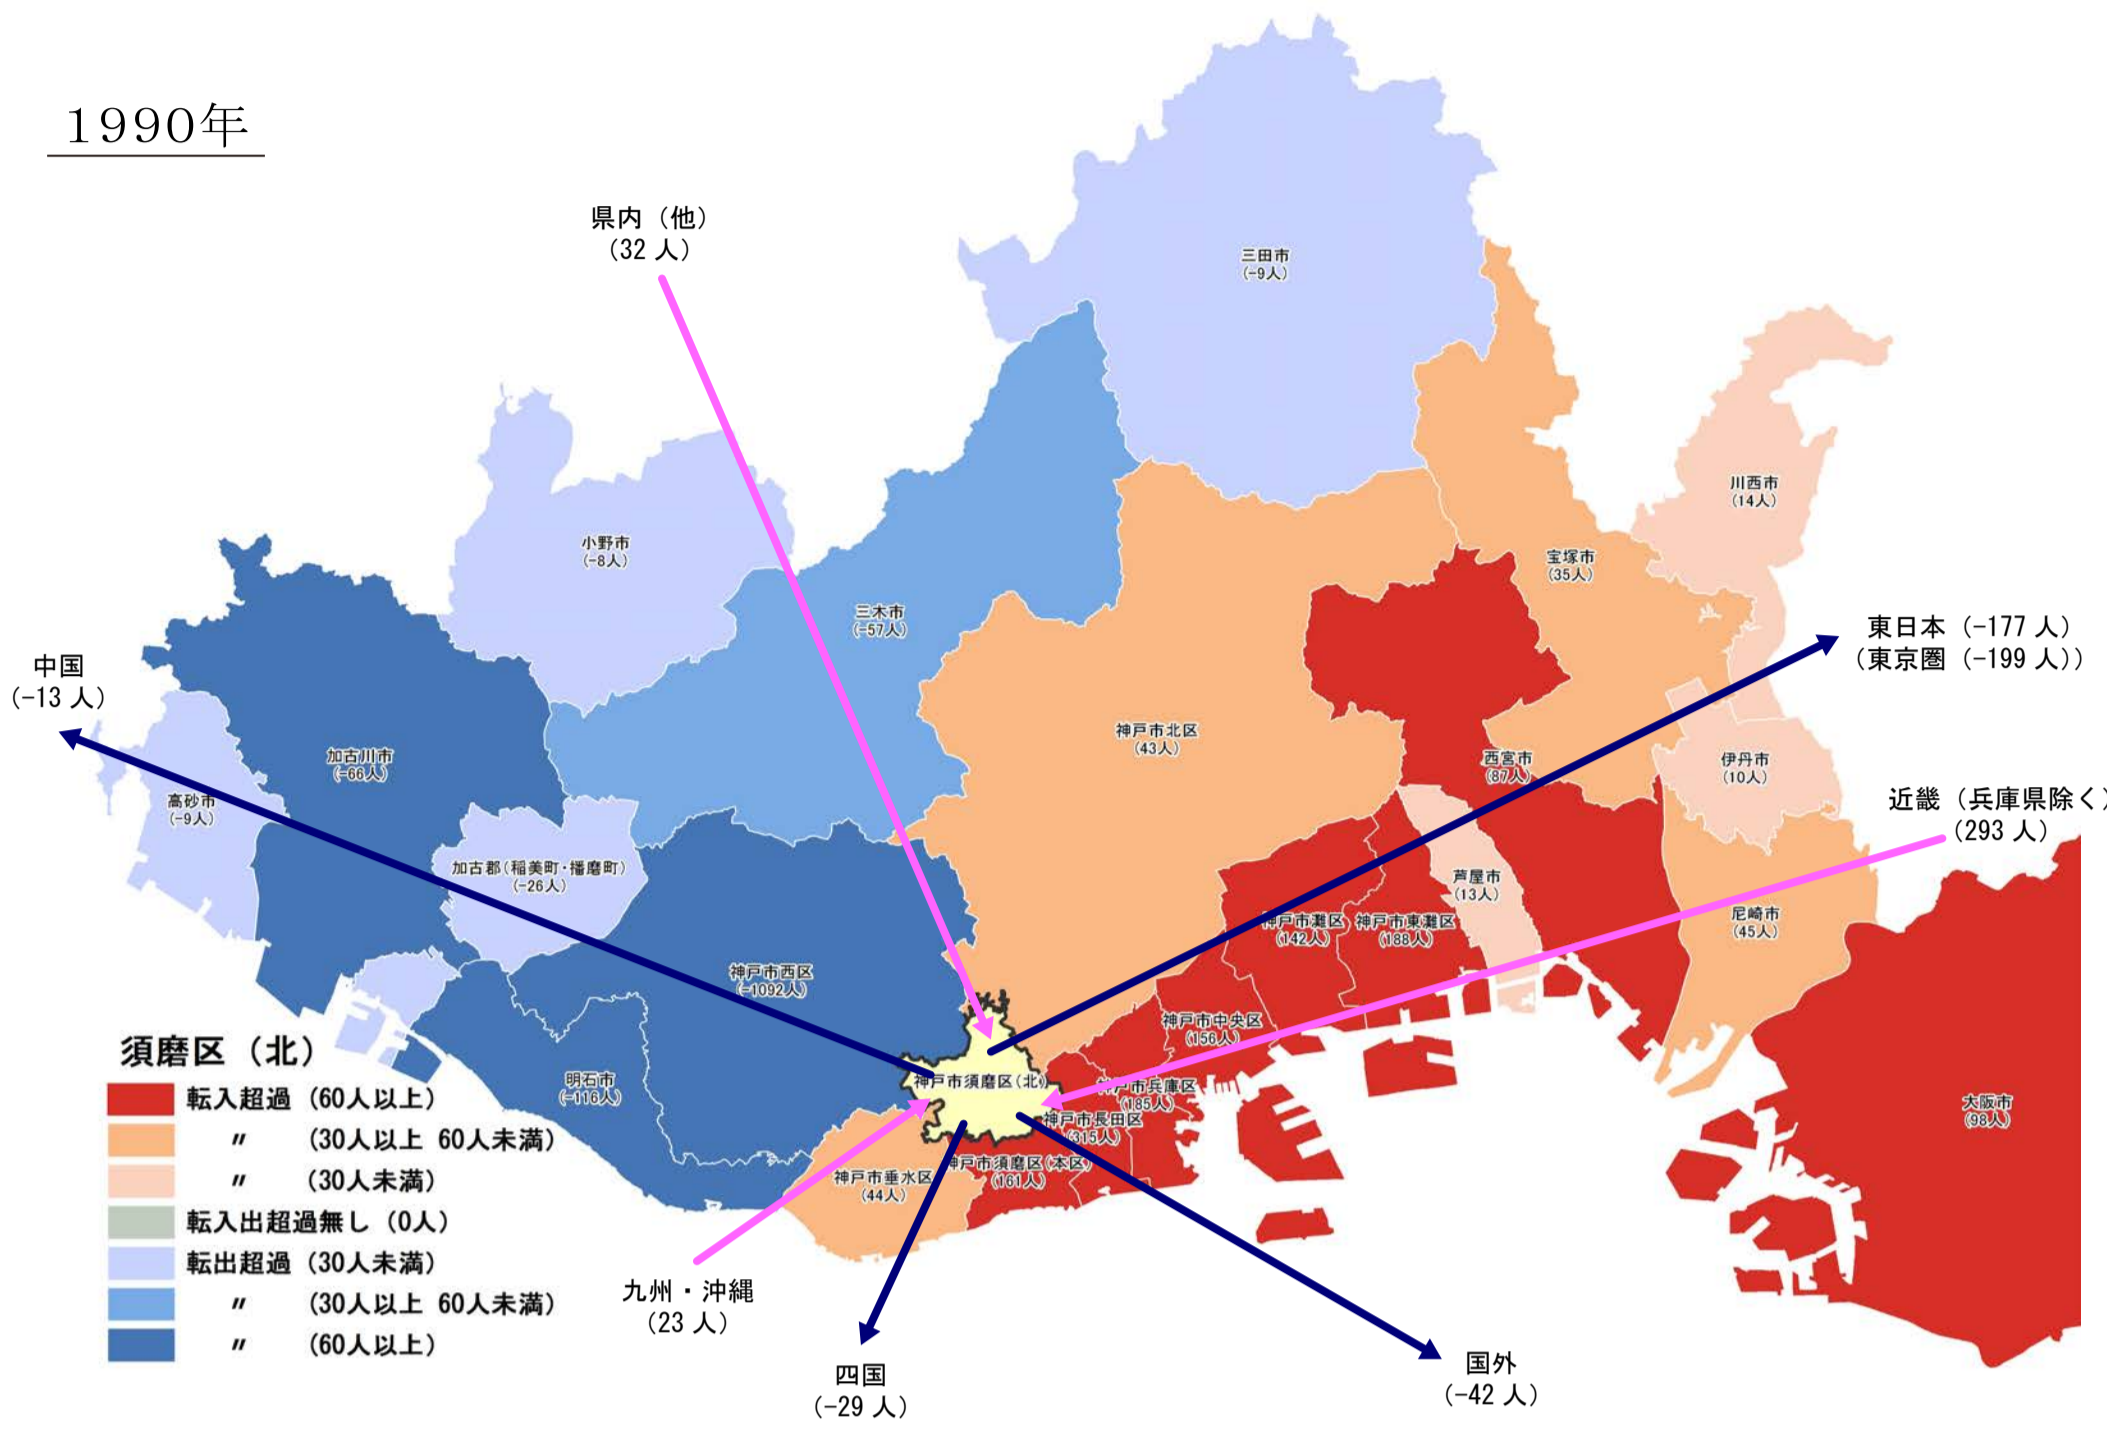 1990年
県内（他）
（32 人）
三田市
（-9人）
川西市
（14人）
小野市
（-8人）
宝塚市
（35人）
三木市
（-57人）
東日本（-177 人）
（東京圏（-199 人））
中国
（-13 人）
神戸市北区
（43人）
加古川市
（-66人）
西宮市
（87人）
伊丹市
（10人）
高砂市
（-9人）
近畿（兵庫県除く）
（293 人）
加古郡（稲美町・播磨町）
（-26人）
芦屋市
（13人）
神戸市灘区
（142人）
神戸市東灘区
（188人）
尼崎市
（45人）
神戸市西区
（-1092人）
神戸市中央区
（156人）
明石市
（-116人）
神戸市須磨区（北）
神戸市兵庫区
（185人）
神戸市長田区
（315人）
大阪市
（98人）
神戸市須磨区（本区）
（161人）
神戸市垂水区
（44人）
須磨区（北）
転入超過（60人以上）
〃 （30人以上 60人未満）
〃 （30人未満）
転入出超過無し（0人）
転出超過（30人未満）
〃 （30人以上 60人未満）
〃 （60人以上）
九州・沖縄
（23 人）
四国
（-29 人）
国外
（-42 人）